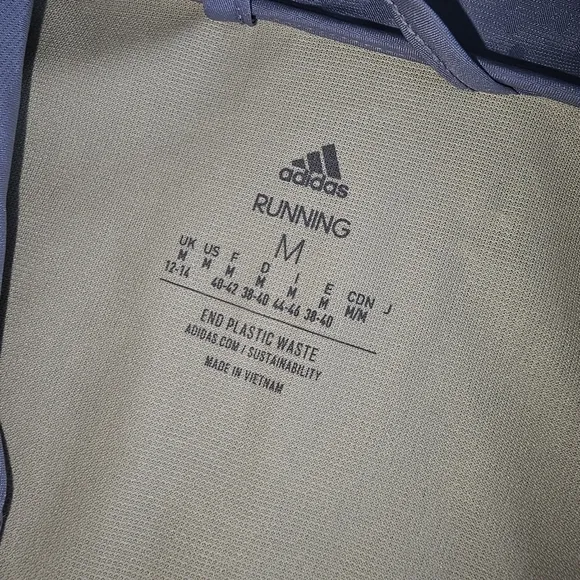 adidas
RUNNING
M
UK US F D I E CDN J
M M M M M M M/M
12-14 40-42 38-40 44-46 38-40
END PLASTIC WASTE
ADIDAS.COM / SUSTAINABILITY
MADE IN VIETNAM